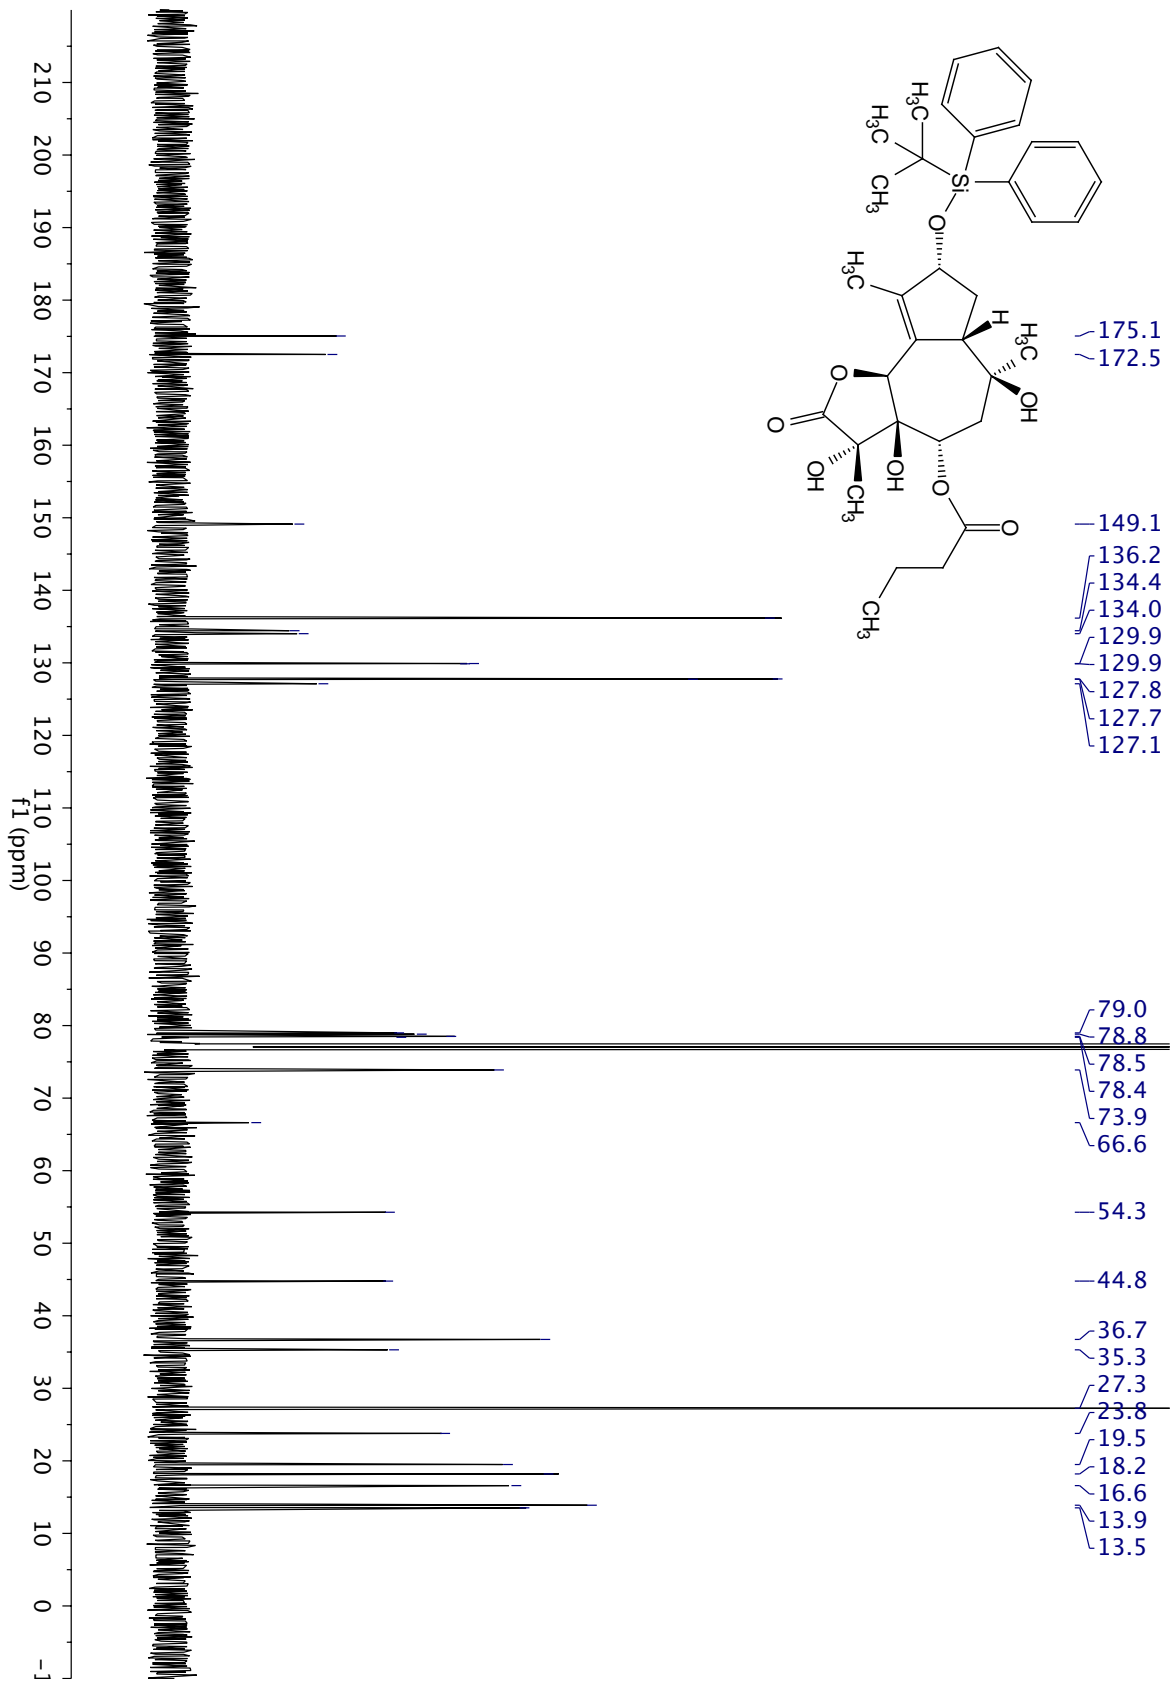 H₃C
H₃C
CH₃
Si
O
H₃C
H
H₃C
OH
O
O
OH
CH₃
OH
O
O
CH₃
175.1
172.5
149.1
136.2
134.4
134.0
129.9
129.9
127.8
127.7
127.1
79.0
78.8
78.5
78.4
73.9
66.6
54.3
44.8
36.7
35.3
27.3
23.8
19.5
18.2
16.6
13.9
13.5
210 200 190 180 170 160 150 140 130 120 110 100 90 80 70 60 50 40 30 20 10 0 -1
f1 (ppm)